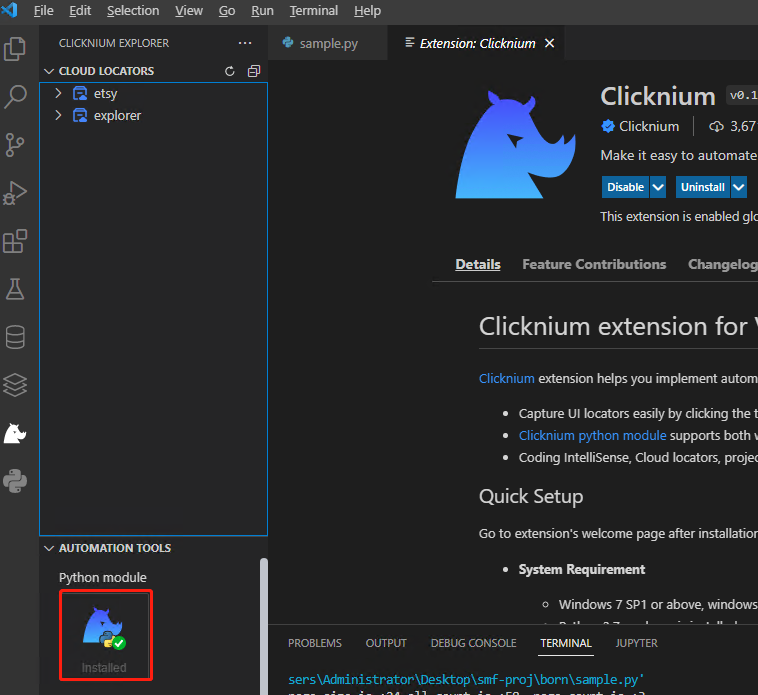 File Edit Selection View Go Run Terminal Help
CLICKNIUM EXPLORER ···
sample.py
Extension: Clicknium
CLOUD LOCATORS
etsy
explorer
Clicknium v0.1
Clicknium 3,67
Make it easy to automate
Disable Uninstall
This extension is enabled glo
Details Feature Contributions Changelog
Clicknium extension for
Clicknium extension helps you implement autom
• Capture UI locators easily by clicking the t
• Clicknium python module supports both
• Coding IntelliSense, Cloud locators, projec
Quick Setup
Go to extension's welcome page after installation
• System Requirement
Windows 7 SP1 or above, windows
AUTOMATION TOOLS
Python module
Installed
PROBLEMS OUTPUT DEBUG CONSOLE TERMINAL JUPYTER
sers\Administrator\Desktop\smf-proj\born\sample.py'